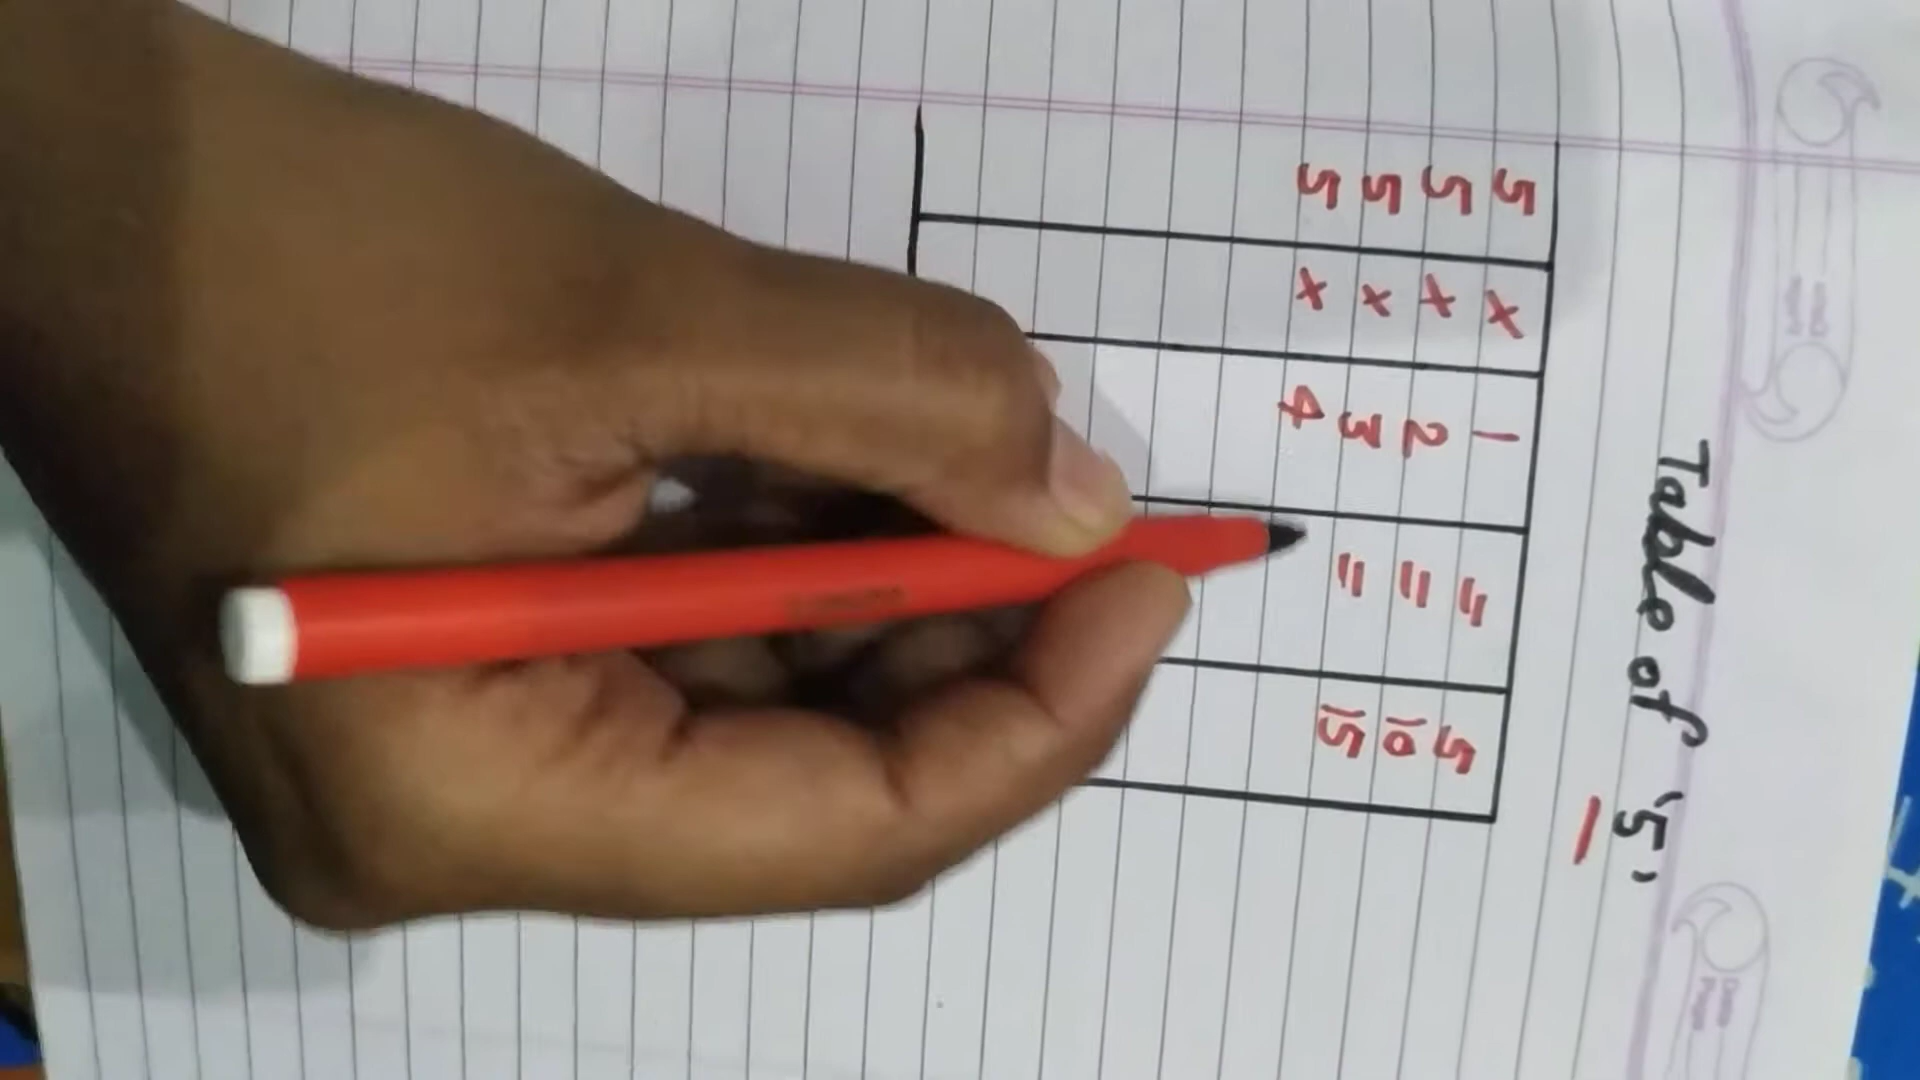 Table of '5'
5 × 1 = 5
5 × 2 = 10
5 × 3 = 15
5 × 4